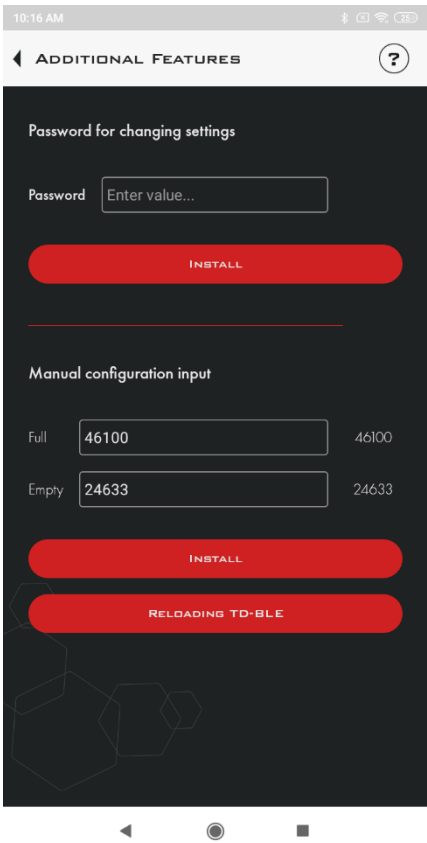 10:16 AM 25
ADDITIONAL FEATURES ?
Password for changing settings
Password Enter value...
INSTALL
Manual configuration input
Full 46100 46100
Empty 24633 24633
INSTALL
RELOADING TD-BLE